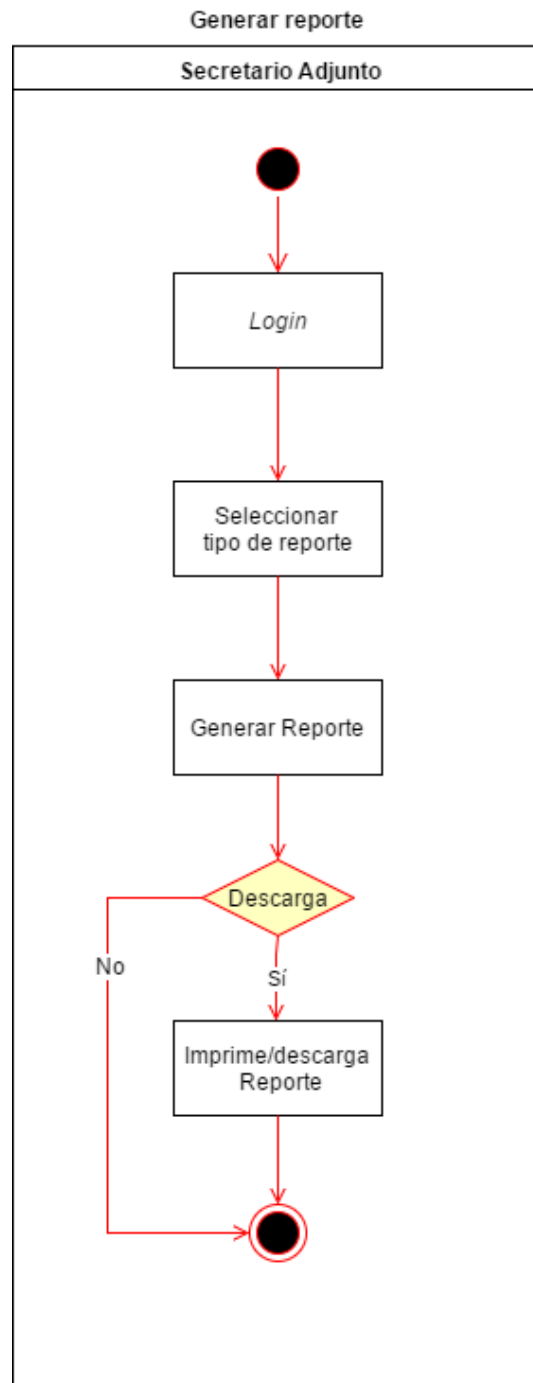 Generar reporte
Secretario Adjunto
Login
Seleccionar
tipo de reporte
Generar Reporte
Descarga
No
Sí
Imprime/descarga
Reporte